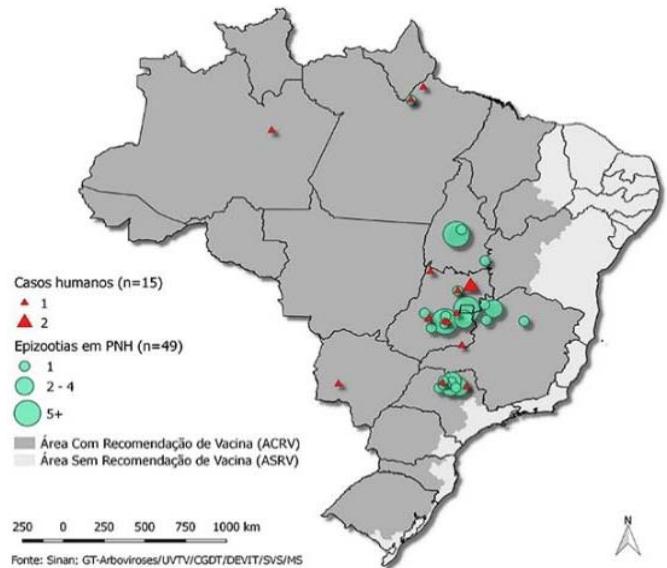 Casos humanos (n=15)
1
2
Epizootias em PNH (n=49)
1
2 - 4
5+
Área Com Recomendação de Vacina (ACRV)
Área Sem Recomendação de Vacina (ASRV)
250 0 250 500 750 1000 km
Fonte: Sinan; GT-Arboviroses/UVTV/CGDT/DEVIT/SVS/MS
N